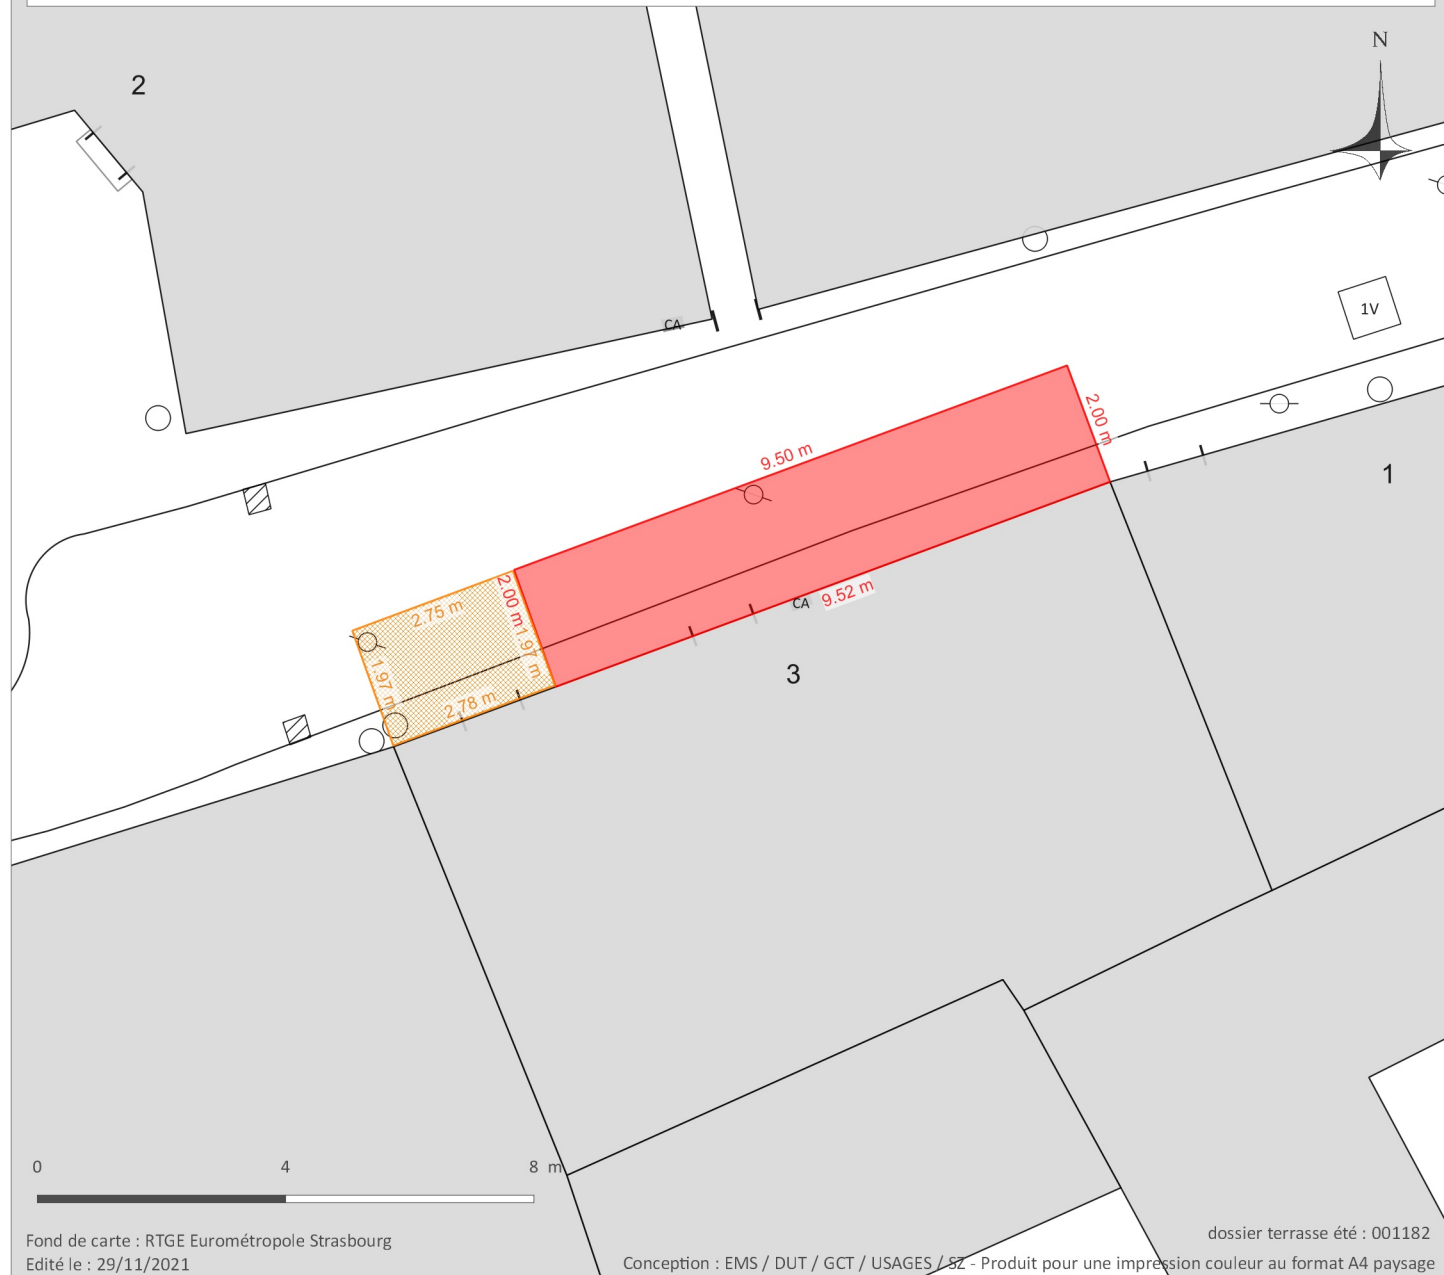 N
2
CA
1V
2.00 m
9.50 m
1
2.00 m
2.75 m
1.97 m
1.97 m
2.78 m
CA
9.52 m
3
0 4 8 m
Fond de carte : RTGE Eurométropole Strasbourg
Edité le : 29/11/2021
dossier terrasse été : 001182
Conception : EMS / DUT / GCT / USAGES / SZ - Produit pour une impression couleur au format A4 paysage